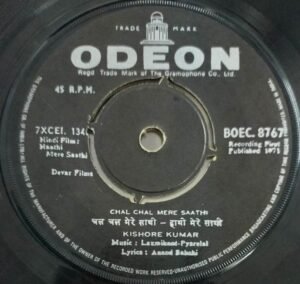 TRADE MARK
ODEON
Regd Trade Mark of The Gramophone Co., Ltd.
45 R.P.M.
7XCEI. 134
BOEC. 8767
Hindi Film:
Haathi
Mere Saathi
Recording First
Published 1971
Devar Films
CHAL CHAL MERE SAATHI
चल चल मेरे साथी - हाथी मेरे साथी
KISHORE KUMAR
Music : Laxmikant-Pyarelal
Lyrics : Anand Bakshi